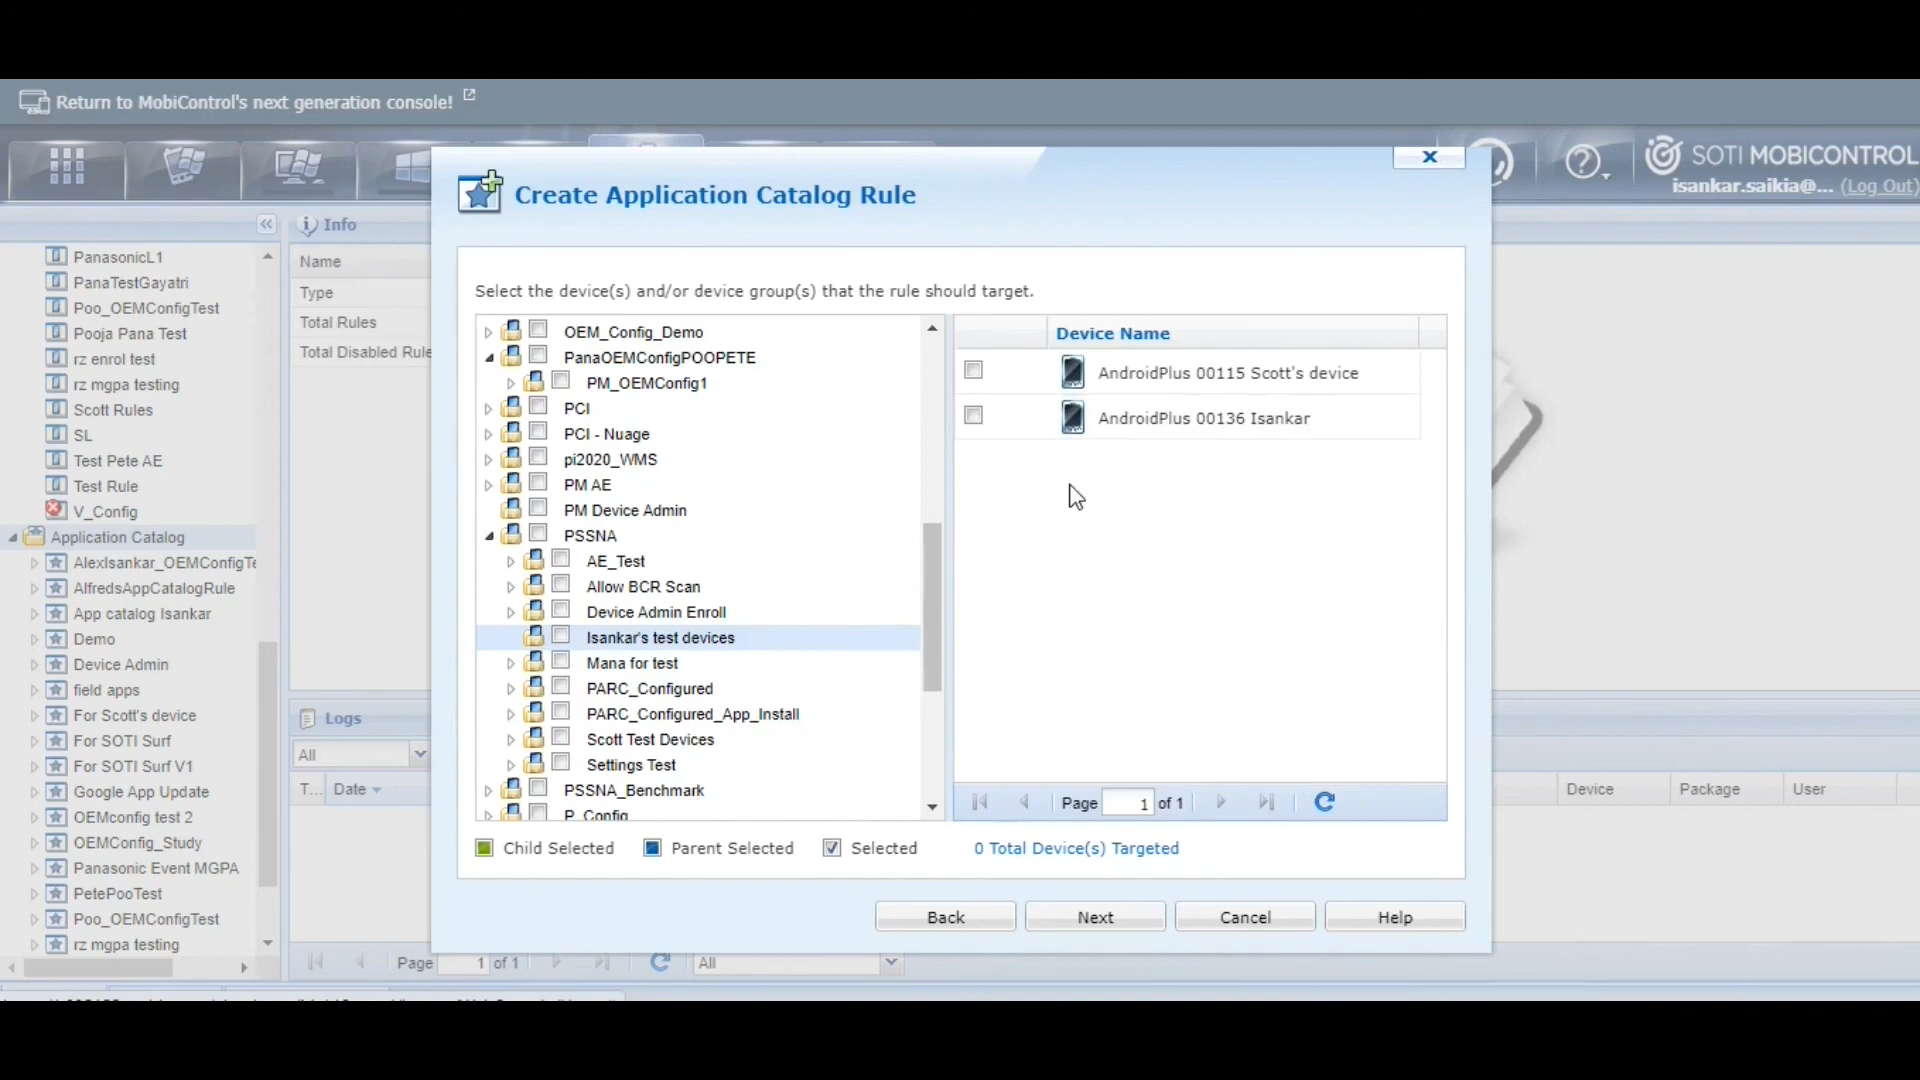 Return to MobiControl's next generation console!
SOTI MOBICONTROL
isankar.saikia@... (Log Out)
Create Application Catalog Rule
Info
Name
Type
Total Rules
Total Disabled Rule
PanasonicL1
PanaTestGayatri
Poo_OEMConfigTest
Pooja Pana Test
rz enrol test
rz mgpa testing
Scott Rules
SL
Test Pete AE
Test Rule
V_Config
Application Catalog
AlexIsankar_OEMConfigTe
AlfredsAppCatalogRule
App catalog Isankar
Demo
Device Admin
field apps
For Scott's device
For SOTI Surf
For SOTI Surf V1
Google App Update
OEMconfig test 2
OEMConfig_Study
Panasonic Event MGPA
PetePooTest
Poo_OEMConfigTest
rz mgpa testing
Logs
All
T... Date
Select the device(s) and/or device group(s) that the rule should target.
OEM_Config_Demo
PanaOEMConfigPOOPETE
PM_OEMConfig1
PCI
PCI - Nuage
pi2020_WMS
PM AE
PM Device Admin
PSSNA
AE_Test
Allow BCR Scan
Device Admin Enroll
Isankar's test devices
Mana for test
PARC_Configured
PARC_Configured_App_Install
Scott Test Devices
Settings Test
PSSNA_Benchmark
P_Config
Device Name
AndroidPlus 00115 Scott's device
AndroidPlus 00136 Isankar
Page 1 of 1
Child Selected Parent Selected Selected 0 Total Device(s) Targeted
Back Next Cancel Help
Device Package User
Page 1 of 1 All